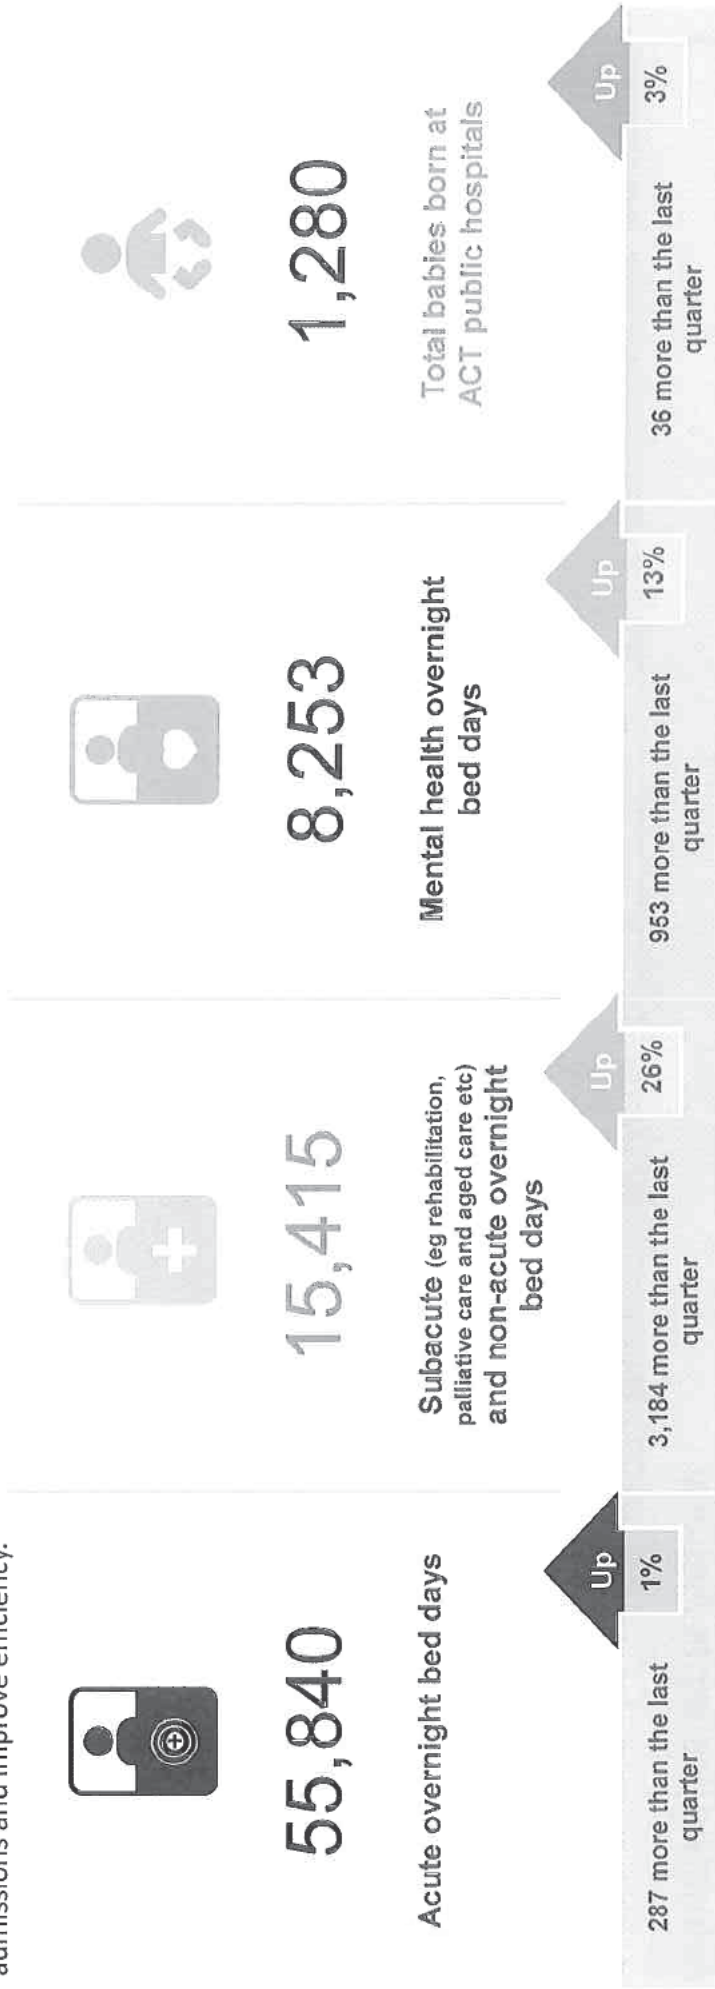 admissions and improve efficiency.
55,840
Acute overnight bed days
Up
1%
287 more than the last
quarter
15,415
Subacute (eg rehabilitation,
palliative care and aged care etc)
and non-acute overnight
bed days
Up
26%
3,184 more than the last
quarter
8,253
Mental health overnight
bed days
Up
13%
953 more than the last
quarter
1,280
Total babies born at
ACT public hospitals
Up
3%
36 more than the last
quarter